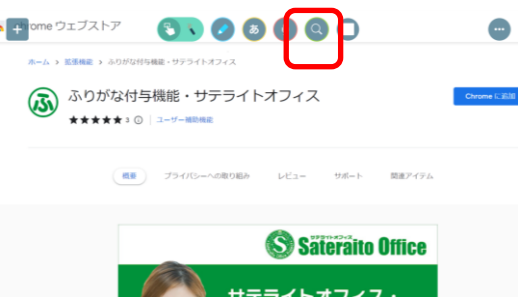 rome ウェブストア
あ
ホーム > 拡張機能 > ふりがな付与機能・サテライトオフィス
ふ
ふりがな付与機能・サテライトオフィス
Chrome に追加
★★★★★ 3 ユーザー補助機能
概要 プライバシーへの取り組み レビュー サポート 関連アイテム
サテライトオフィス
Sateraito Office
サテライトオフィス・